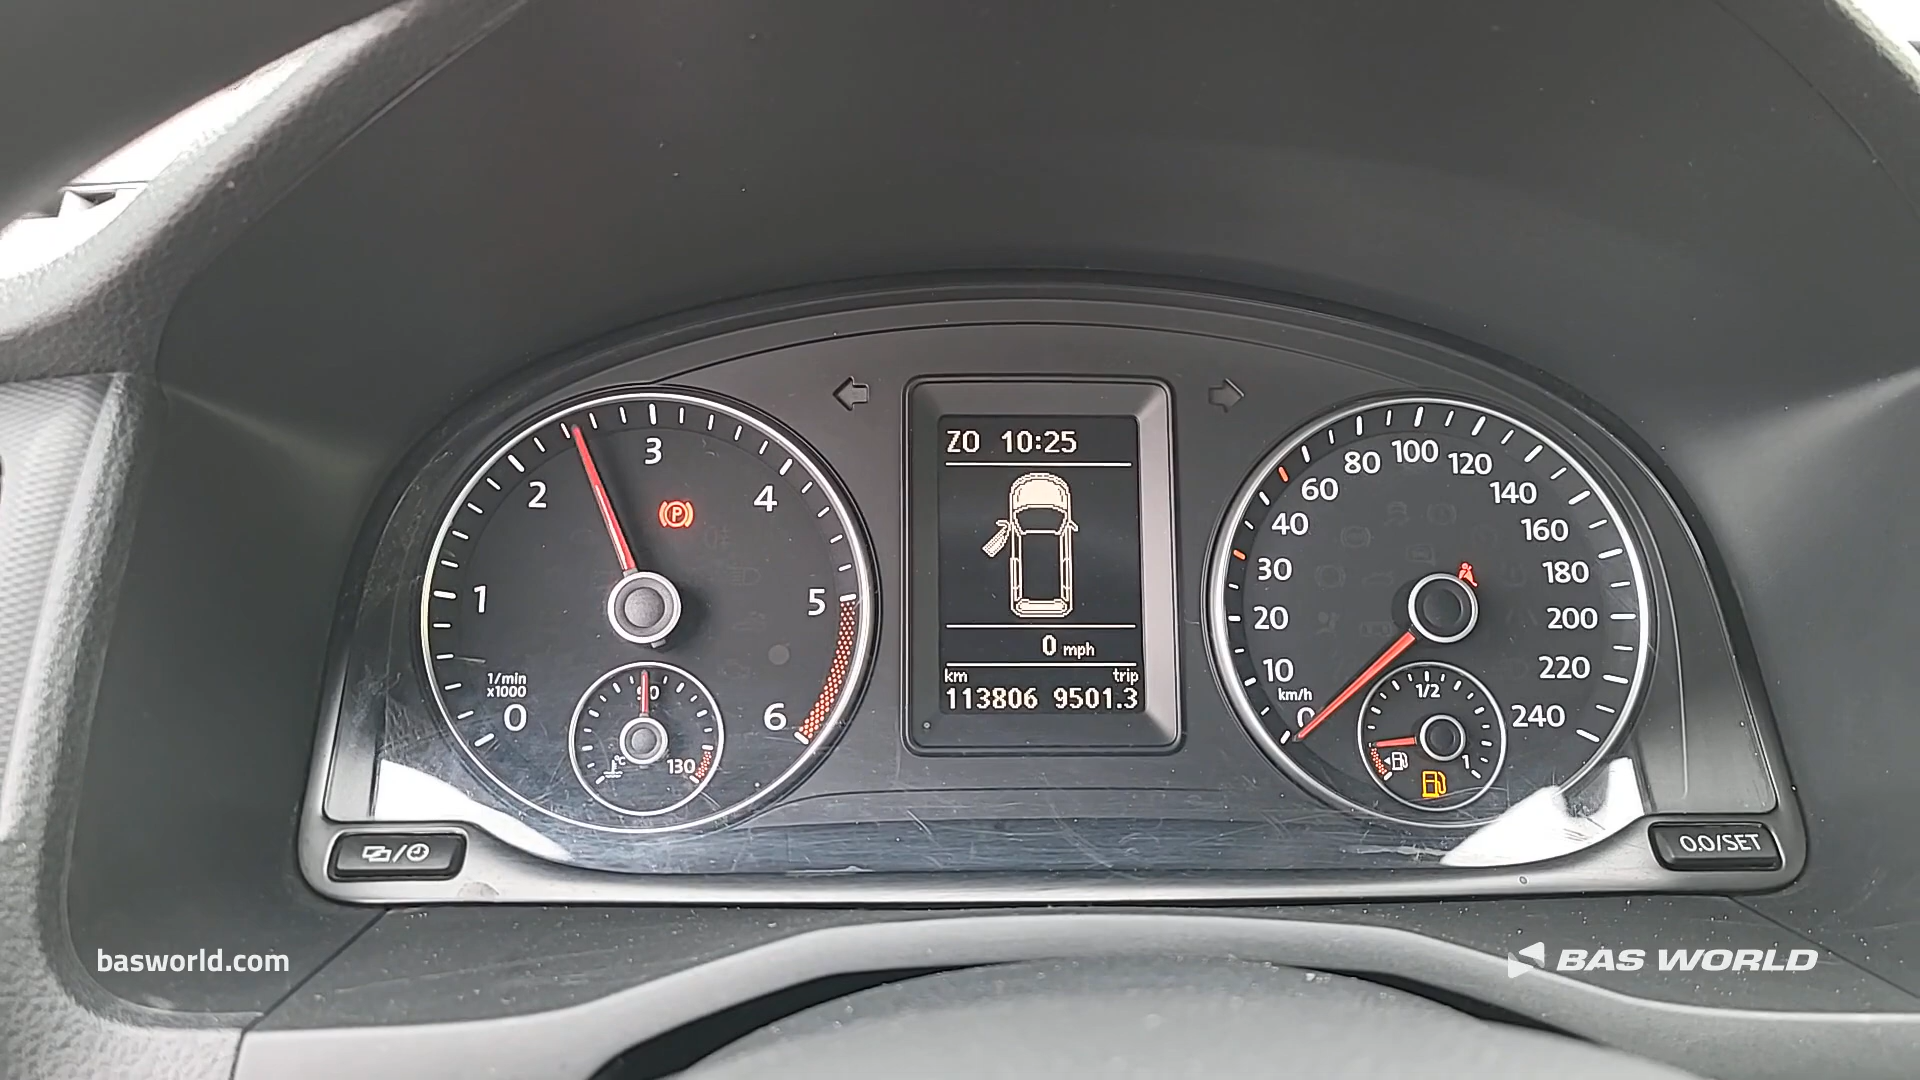 ZO 10:25
0 mph
km trip
113806 9501.3
0
1
2
3
4
5
6
1/min
x1000
90
130
°C
P
0
10
20
30
40
60
80
100
120
140
160
180
200
220
240
km/h
1/2
1
0.0/SET
basworld.com
BAS WORLD